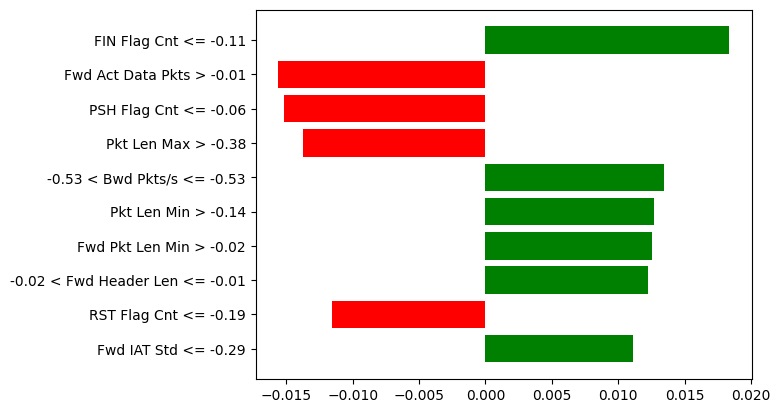 FIN Flag Cnt <= -0.11
Fwd Act Data Pkts > -0.01
PSH Flag Cnt <= -0.06
Pkt Len Max > -0.38
-0.53 < Bwd Pkts/s <= -0.53
Pkt Len Min > -0.14
Fwd Pkt Len Min > -0.02
-0.02 < Fwd Header Len <= -0.01
RST Flag Cnt <= -0.19
Fwd IAT Std <= -0.29
−0.015 −0.010 −0.005 0.000 0.005 0.010 0.015 0.020